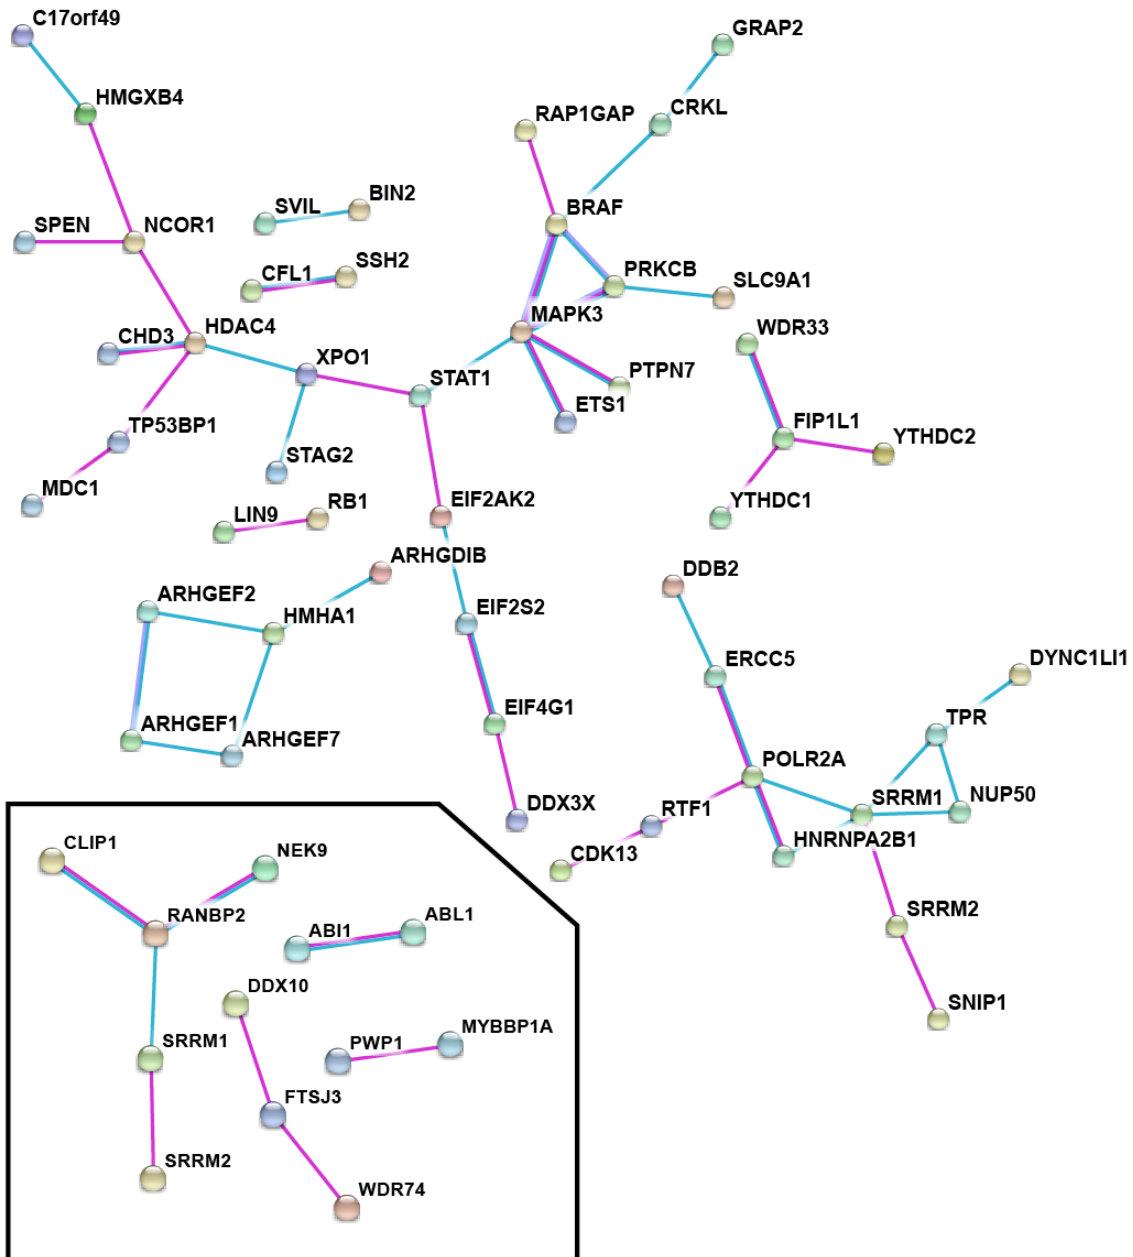 C17orf49
GRAP2
HMGXB4
RAP1GAP
CRKL
SVIL
BIN2
SPEN
NCOR1
BRAF
CFL1
SSH2
PRKCB
SLC9A1
CHD3
HDAC4
MAPK3
WDR33
XPO1
STAT1
PTPN7
ETS1
TP53BP1
FIP1L1
YTHDC2
STAG2
MDC1
EIF2AK2
YTHDC1
LIN9
RB1
ARHGDIB
DDB2
ARHGEF2
HMHA1
EIF2S2
ERCC5
DYNC1LI1
EIF4G1
TPR
ARHGEF1
ARHGEF7
POLR2A
SRRM1
NUP50
DDX3X
RTF1
HNRNPA2B1
CDK13
CLIP1
NEK9
SRRM2
RANBP2
ABI1
ABL1
DDX10
SNIP1
SRRM1
PWP1
MYBBP1A
FTSJ3
SRRM2
WDR74